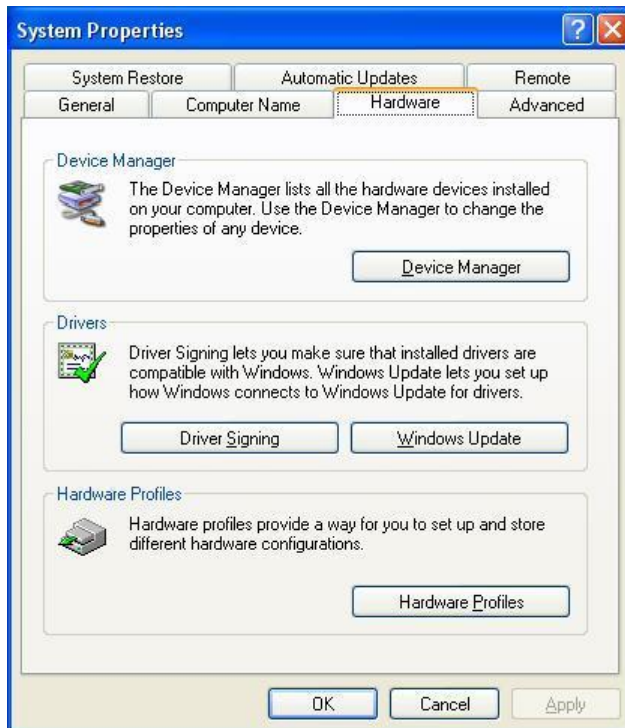 System Properties
System Restore
Automatic Updates
Remote
General
Computer Name
Hardware
Advanced
Device Manager
The Device Manager lists all the hardware devices installed
on your computer. Use the Device Manager to change the
properties of any device.
Device Manager
Drivers
Driver Signing lets you make sure that installed drivers are
compatible with Windows. Windows Update lets you set up
how Windows connects to Windows Update for drivers.
Driver Signing
Windows Update
Hardware Profiles
Hardware profiles provide a way for you to set up and store
different hardware configurations.
Hardware Profiles
OK
Cancel
Apply